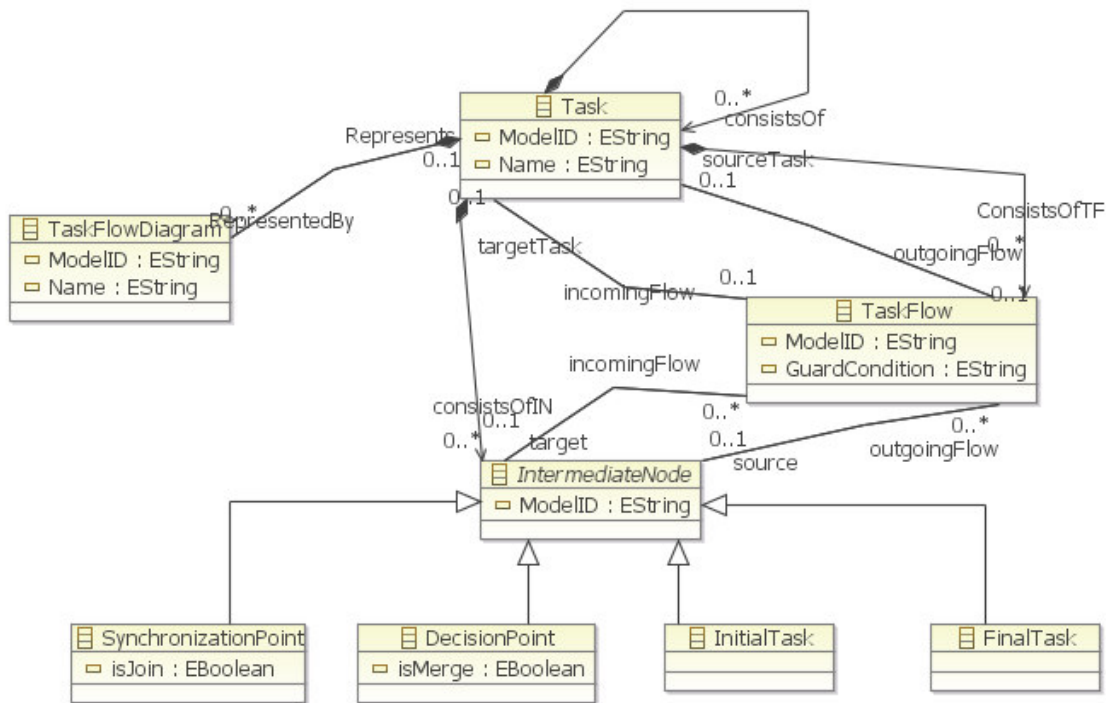 Task
0..*
consistsOf
ModelID : EString
Name : EString
Represents
0..1
sourceTask
0..1
0..1
TaskFlowDiagram
0..*
RepresentedBy
ModelID : EString
Name : EString
targetTask
ConsistsOfTF
0..*
outgoingFlow
0..1
0..1
incomingFlow
TaskFlow
ModelID : EString
GuardCondition : EString
incomingFlow
consistsOfIN
0..1
0..*
target
0..*
0..1
source
0..*
outgoingFlow
IntermediateNode
ModelID : EString
SynchronizationPoint
isJoin : EBoolean
DecisionPoint
isMerge : EBoolean
InitialTask
FinalTask